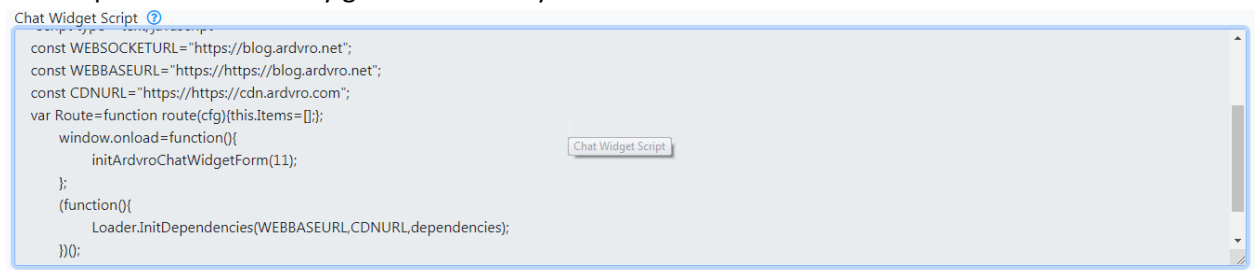 Chat Widget Script ?
const WEBSOCKETURL="https://blog.ardvro.net";
const WEBBASEURL="https://https://blog.ardvro.net";
const CDNURL="https://https://cdn.ardvro.com";
var Route=function route(cfg){this.Items=[];};
window.onload=function(){
initArdvroChatWidgetForm(11);
Chat Widget Script
};
(function(){
Loader.InitDependencies(WEBBASEURL,CDNURL,dependencies);
})();